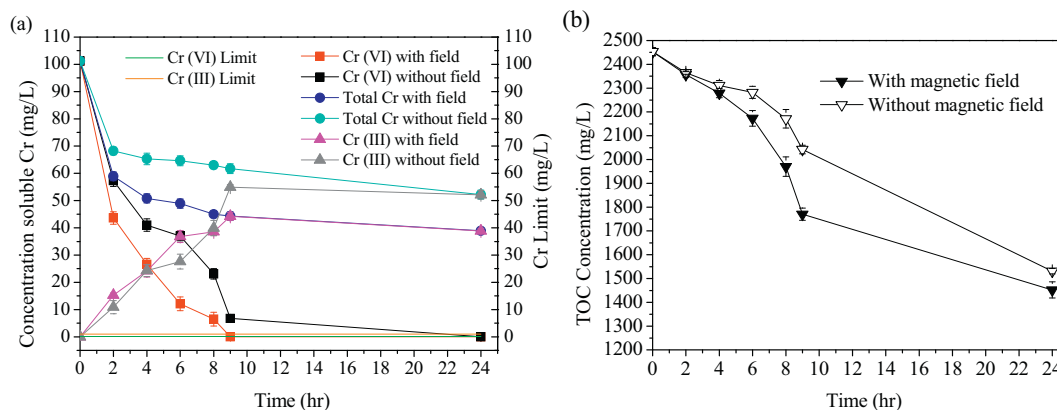 (a)
110
100
90
80
70
60
50
40
30
20
10
0
Concentration soluble Cr (mg/L)
Cr (VI) Limit
Cr (III) Limit
Cr (VI) with field
Cr (VI) without field
Total Cr with field
Total Cr without field
Cr (III) with field
Cr (III) without field
110
100
90
80
70
60
50
40
30
20
10
0
Cr Limit (mg/L)
0 2 4 6 8 10 12 14 16 18 20 22 24
Time (hr)
(b)
2500
2400
2300
2200
2100
2000
1900
1800
1700
1600
1500
1400
1300
1200
TOC Concentration (mg/L)
With magnetic field
Without magnetic field
0 2 4 6 8 10 12 14 16 18 20 22 24
Time (hr)